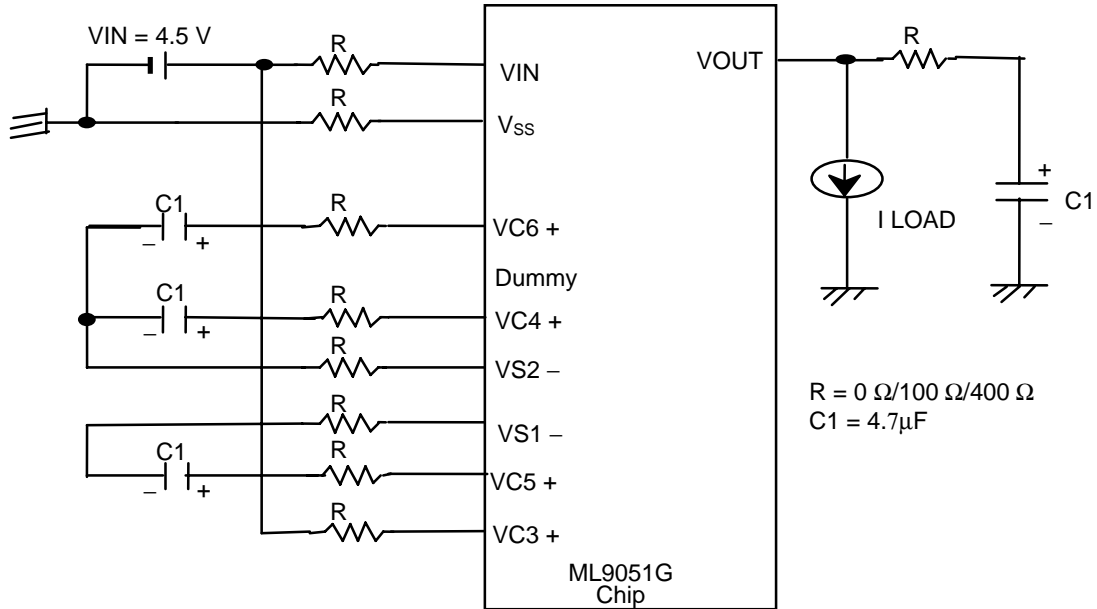 VIN = 4.5 V
R
VIN
VOUT
R
R
VSS
C1
R
VC6 +
− +
Dummy
C1
R
VC4 +
− +
R
VS2 −
R
VS1 −
C1
R
VC5 +
− +
R
VC3 +
I LOAD
+
C1
−
R = 0 Ω/100 Ω/400 Ω
C1 = 4.7μF
ML9051G
Chip